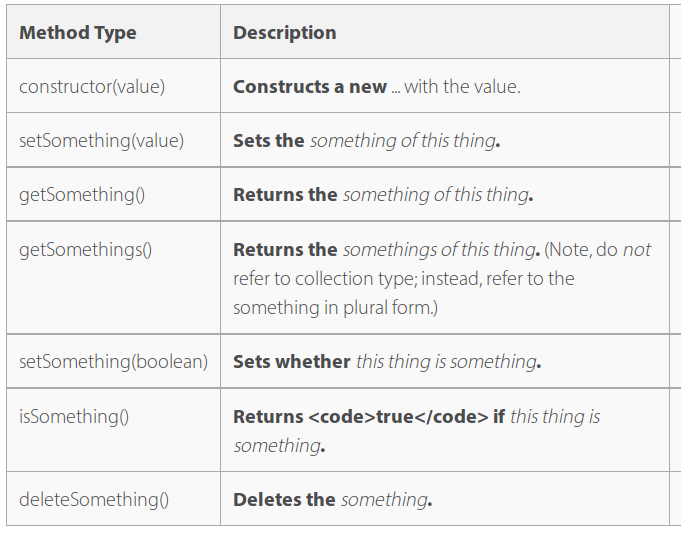 Method Type Description
constructor(value) Constructs a new ... with the value.
setSomething(value) Sets the something of this thing.
getSomething() Returns the something of this thing.
getSomethings() Returns the somethings of this thing. (Note, do not
refer to collection type; instead, refer to the
something in plural form.)
setSomething(boolean) Sets whether this thing is something.
isSomething() Returns <code>true</code> if this thing is
something.
deleteSomething() Deletes the something.